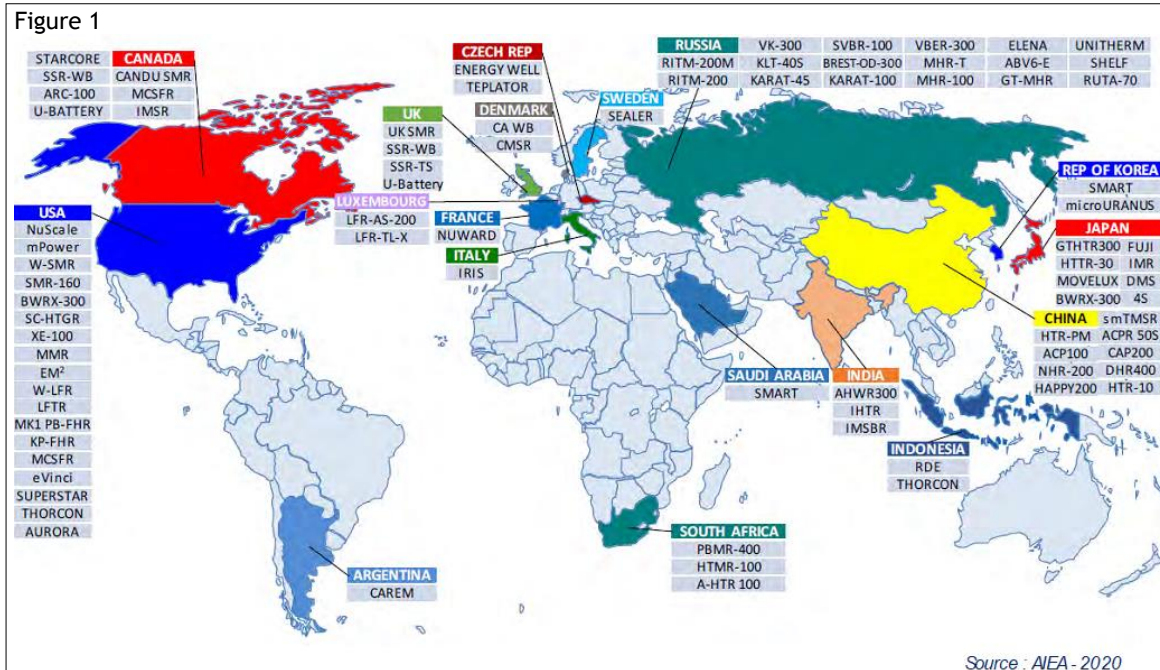 Figure 1
STARCORE CANADA
SSR-WB CANDU SMR
ARC-100 MCSFR
U-BATTERY IMSR
USA
NuScale
mPower
W-SMR
SMR-160
BWRX-300
SC-HTGR
XE-100
MMR
EM²
W-LFR
LFTR
MK1 PB-FHR
KP-FHR
MCSFR
eVinci
SUPERSTAR
THORCON
AURORA
ARGENTINA
CAREM
UK
UK SMR
SSR-WB
SSR-TS
U-Battery
LUXEMBOURG
LFR-AS-200
LFR-TL-X
FRANCE
NUWARD
ITALY
IRIS
CZECH REP
ENERGY WELL
TEPLATOR
DENMARK
CA WB
CMSR
SWEDEN
SEALER
RUSSIA VK-300 SVBR-100 VBER-300 ELENA UNITHERM
RITM-200M KLT-40S BREST-OD-300 MHR-T ABV6-E SHELF
RITM-200 KARAT-45 KARAT-100 MHR-100 GT-MHR RUTA-70
REP OF KOREA
SMART
microURANUS
JAPAN
GTHTR300 FUJI
HTTR-30 IMR
MOVELUX DMS
BWRX-300 4S
CHINA smTMSR
HTR-PM ACPR 50S
ACP100 CAP200
NHR-200 DHR400
HAPPY200 HTR-10
SAUDI ARABIA
SMART
INDIA
AHWR300
IHTR
IMSBR
INDONESIA
RDE
THORCON
SOUTH AFRICA
PBMR-400
HTMR-100
A-HTR 100
Source : AIEA - 2020